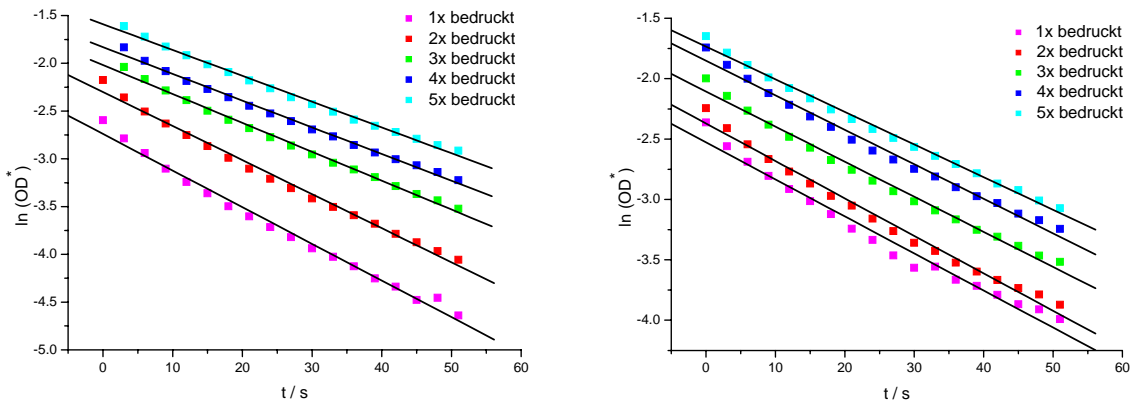 -1.5
-2.0
-2.5
-3.0
-3.5
-4.0
-4.5
-5.0
ln (OD*)
0 10 20 30 40 50 60
t / s
1x bedruckt
2x bedruckt
3x bedruckt
4x bedruckt
5x bedruckt
-1.5
-2.0
-2.5
-3.0
-3.5
-4.0
ln (OD*)
0 10 20 30 40 50 60
t / s
1x bedruckt
2x bedruckt
3x bedruckt
4x bedruckt
5x bedruckt